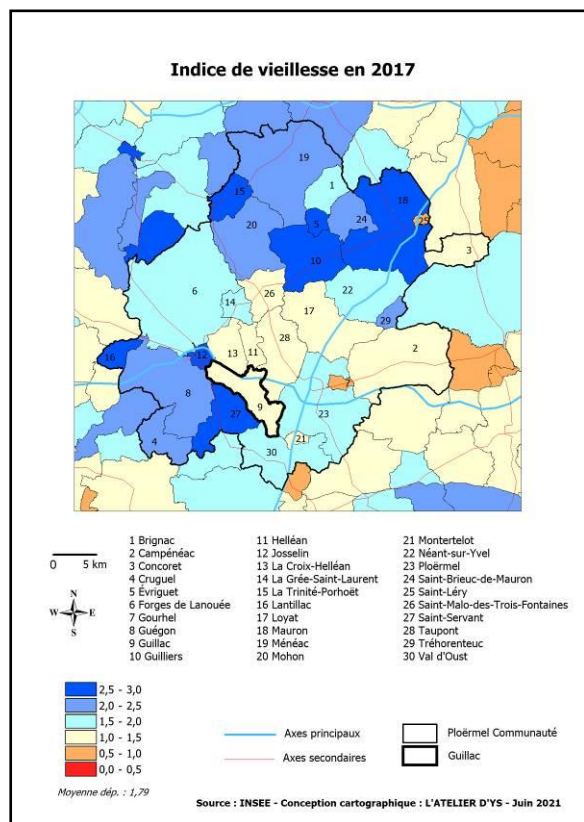 Indice de vieillesse en 2017
19
1
15
18
5
24
25
20
10
3
6
26
22
14
17
29
28
16
12
13
11
2
8
9
27
23
4
21
30
1 Brignac
2 Campénéac
3 Concoret
4 Cruguel
5 Évriguet
6 Forges de Lanouée
7 Gourhel
8 Guégon
9 Guillac
10 Guilliers
11 Helléan
12 Josselin
13 La Croix-Helléan
14 La Grée-Saint-Laurent
15 La Trinité-Porhoët
16 Lantillac
17 Loyat
18 Mauron
19 Ménéac
20 Mohon
21 Montertelot
22 Néant-sur-Yvel
23 Ploërmel
24 Saint-Brieuc-de-Mauron
25 Saint-Léry
26 Saint-Malo-des-Trois-Fontaines
27 Saint-Servant
28 Taupont
29 Tréhorenteuc
30 Val d'Oust
0 5 km
N
W E
S
2,5 - 3,0
2,0 - 2,5
1,5 - 2,0
1,0 - 1,5
0,5 - 1,0
0,0 - 0,5
Moyenne dép. : 1,79
Axes principaux
Axes secondaires
Ploërmel Communauté
Guillac
Source : INSEE - Conception cartographique : L'ATELIER D'YS - Juin 2021